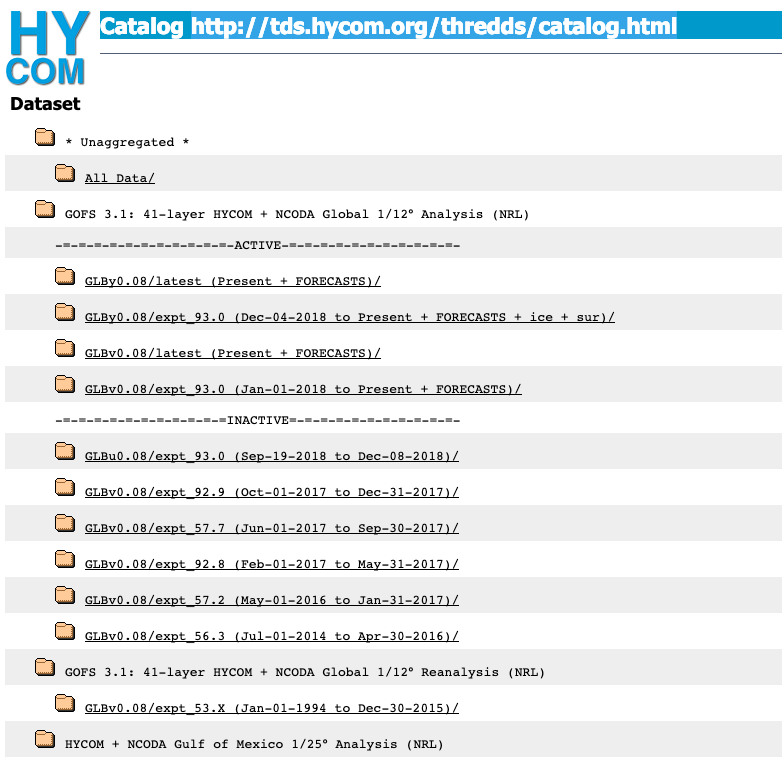 HY
COM
Catalog http://tds.hycom.org/thredds/catalog.html
Dataset
* Unaggregated *
All Data/
GOFS 3.1: 41-layer HYCOM + NCODA Global 1/12° Analysis (NRL)
-=-=-=-=-=-=-=-=-=-=-=-ACTIVE-=-=-=-=-=-=-=-=-=-=-=-
GLBy0.08/latest (Present + FORECASTS)/
GLBy0.08/expt_93.0 (Dec-04-2018 to Present + FORECASTS + ice + sur)/
GLBv0.08/latest (Present + FORECASTS)/
GLBv0.08/expt_93.0 (Jan-01-2018 to Present + FORECASTS)/
-=-=-=-=-=-=-=-=-=-=-=INACTIVE=-=-=-=-=-=-=-=-=-=-=-
GLBu0.08/expt_93.0 (Sep-19-2018 to Dec-08-2018)/
GLBv0.08/expt_92.9 (Oct-01-2017 to Dec-31-2017)/
GLBv0.08/expt_57.7 (Jun-01-2017 to Sep-30-2017)/
GLBv0.08/expt_92.8 (Feb-01-2017 to May-31-2017)/
GLBv0.08/expt_57.2 (May-01-2016 to Jan-31-2017)/
GLBv0.08/expt_56.3 (Jul-01-2014 to Apr-30-2016)/
GOFS 3.1: 41-layer HYCOM + NCODA Global 1/12° Reanalysis (NRL)
GLBv0.08/expt_53.X (Jan-01-1994 to Dec-30-2015)/
HYCOM + NCODA Gulf of Mexico 1/25° Analysis (NRL)